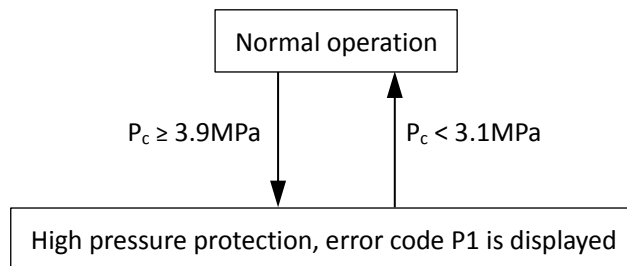 Normal operation
Pc ≥ 3.9MPa
Pc < 3.1MPa
High pressure protection, error code P1 is displayed